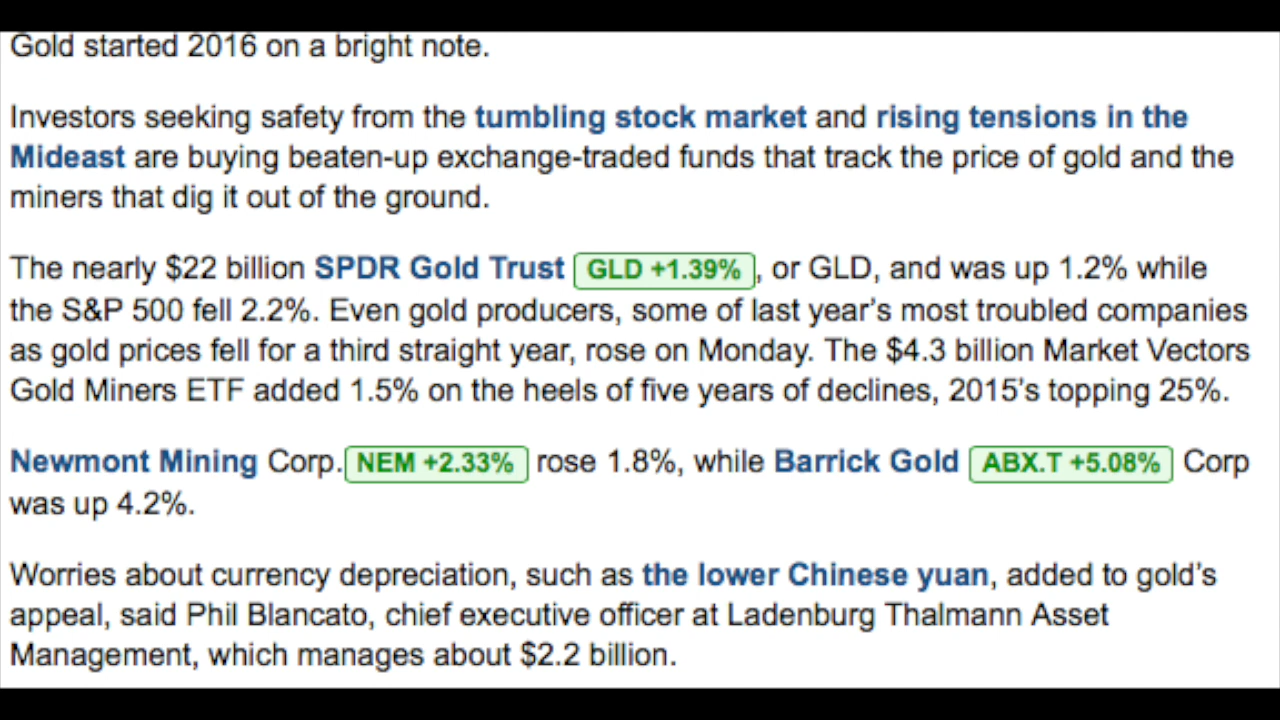 Gold started 2016 on a bright note.
Investors seeking safety from the tumbling stock market and rising tensions in the
Mideast are buying beaten-up exchange-traded funds that track the price of gold and the
miners that dig it out of the ground.
The nearly $22 billion SPDR Gold Trust GLD +1.39% , or GLD, and was up 1.2% while
the S&P 500 fell 2.2%. Even gold producers, some of last year’s most troubled companies
as gold prices fell for a third straight year, rose on Monday. The $4.3 billion Market Vectors
Gold Miners ETF added 1.5% on the heels of five years of declines, 2015’s topping 25%.
Newmont Mining Corp. NEM +2.33% rose 1.8%, while Barrick Gold ABX.T +5.08% Corp
was up 4.2%.
Worries about currency depreciation, such as the lower Chinese yuan, added to gold’s
appeal, said Phil Blancato, chief executive officer at Ladenburg Thalmann Asset
Management, which manages about $2.2 billion.